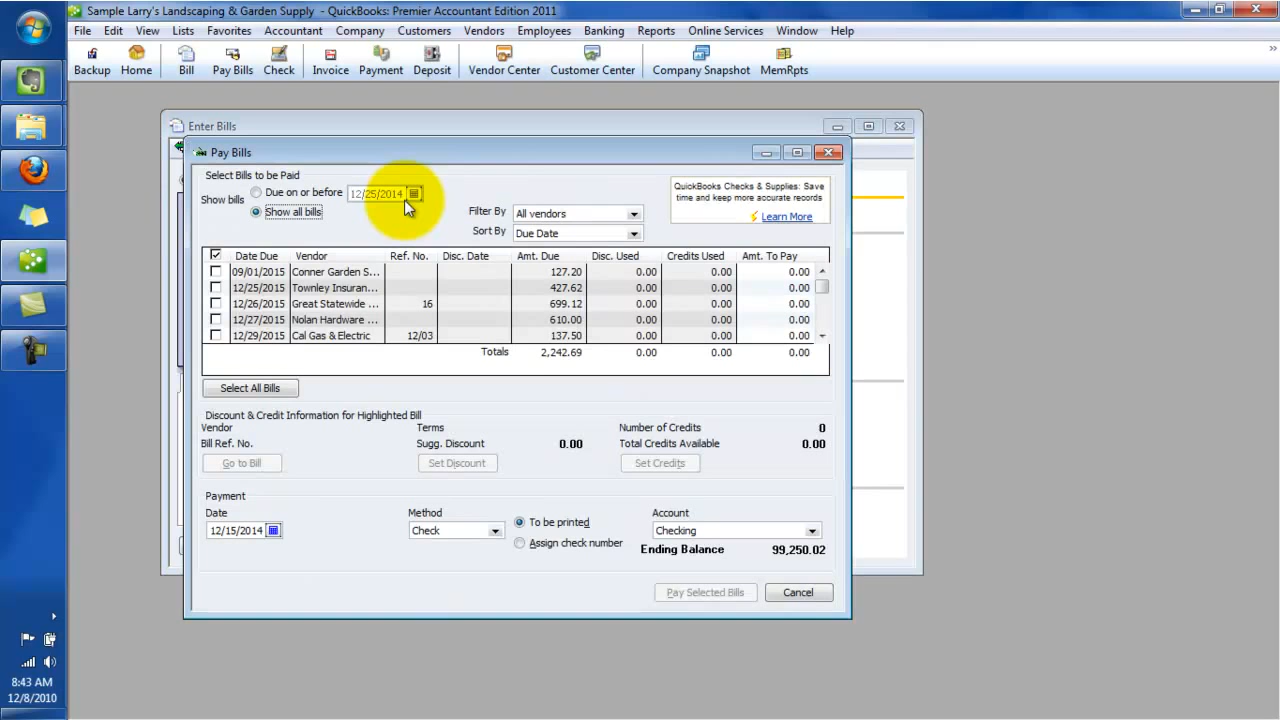 Sample Larry's Landscaping & Garden Supply - QuickBooks: Premier Accountant Edition 2011
File Edit View Lists Favorites Accountant Company Customers Vendors Employees Banking Reports Online Services Window Help
Backup Home Bill Pay Bills Check Invoice Payment Deposit Vendor Center Customer Center Company Snapshot MemRpts
Enter Bills
Pay Bills
Select Bills to be Paid
Show bills
Due on or before 12/25/2014
Show all bills
Filter By All vendors
Sort By Due Date
QuickBooks Checks & Supplies: Save
time and keep more accurate records
Learn More
Date Due Vendor Ref. No. Disc. Date Amt. Due Disc. Used Credits Used Amt. To Pay
09/01/2015 Conner Garden S... 127.20 0.00 0.00 0.00
12/25/2015 Townley Insuran... 427.62 0.00 0.00 0.00
12/26/2015 Great Statewide ... 16 699.12 0.00 0.00 0.00
12/27/2015 Nolan Hardware ... 610.00 0.00 0.00 0.00
12/29/2015 Cal Gas & Electric 12/03 137.50 0.00 0.00 0.00
Totals 2,242.69 0.00 0.00 0.00
Select All Bills
Discount & Credit Information for Highlighted Bill
Vendor Terms Number of Credits 0
Bill Ref. No. Sugg. Discount 0.00 Total Credits Available 0.00
Go to Bill Set Discount Set Credits
Payment
Date Method Account
12/15/2014 Check To be printed Checking
Assign check number Ending Balance 99,250.02
Pay Selected Bills Cancel
8:43 AM
12/8/2010